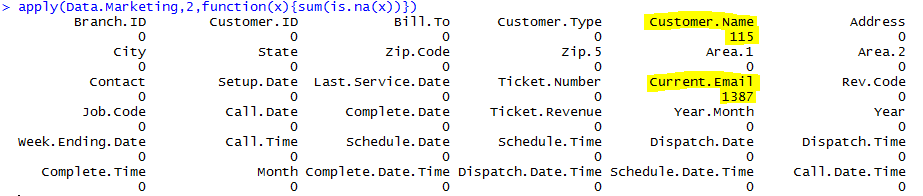 > apply(Data.Marketing,2,function(x){sum(is.na(x))})
Branch.ID Customer.ID Bill.To Customer.Type Customer.Name Address
0 0 0 0 115 0
City State Zip.Code Zip.5 Area.1 Area.2
0 0 0 0 0 0
Contact Setup.Date Last.Service.Date Ticket.Number Current.Email Rev.Code
0 0 0 0 1387 0
Job.Code Call.Date Complete.Date Ticket.Revenue Year.Month Year
0 0 0 0 0 0
Week.Ending.Date Call.Time Schedule.Date Schedule.Time Dispatch.Date Dispatch.Time
0 0 0 0 0 0
Complete.Time Month Complete.Date.Time Dispatch.Date.Time Schedule.Date.Time Call.Date.Time
0 0 0 0 0 0